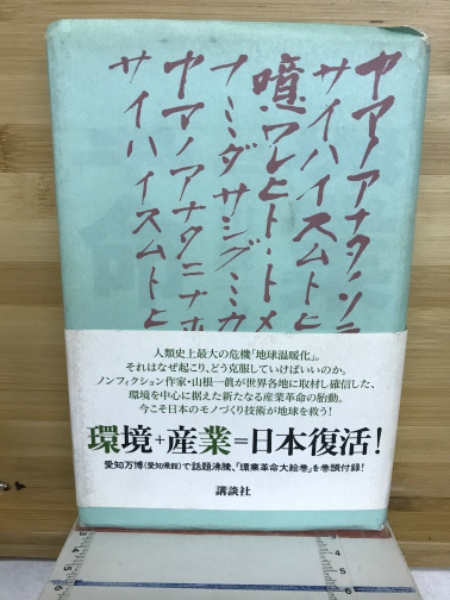 ヤマノアナタノソラ
サイハイスムトヒ
噫、ワレヒト・トメ
ナミダサシグミカ
ヤマノアナタニナホ
サイハイスムトヒ
人類史上最大の危機「地球温暖化」。
それはなぜ起こり、どう克服していけばいいのか。
ノンフィクション作家・山根一眞が世界各地に取材し確信した、
環境を中心に据えた新たなる産業革命の胎動。
今こそ日本のモノづくり技術が地球を救う!
環境+産業=日本復活!
愛知万博(愛知県館)で話題沸騰、「環業革命大絵巻」を巻頭付録!
講談社